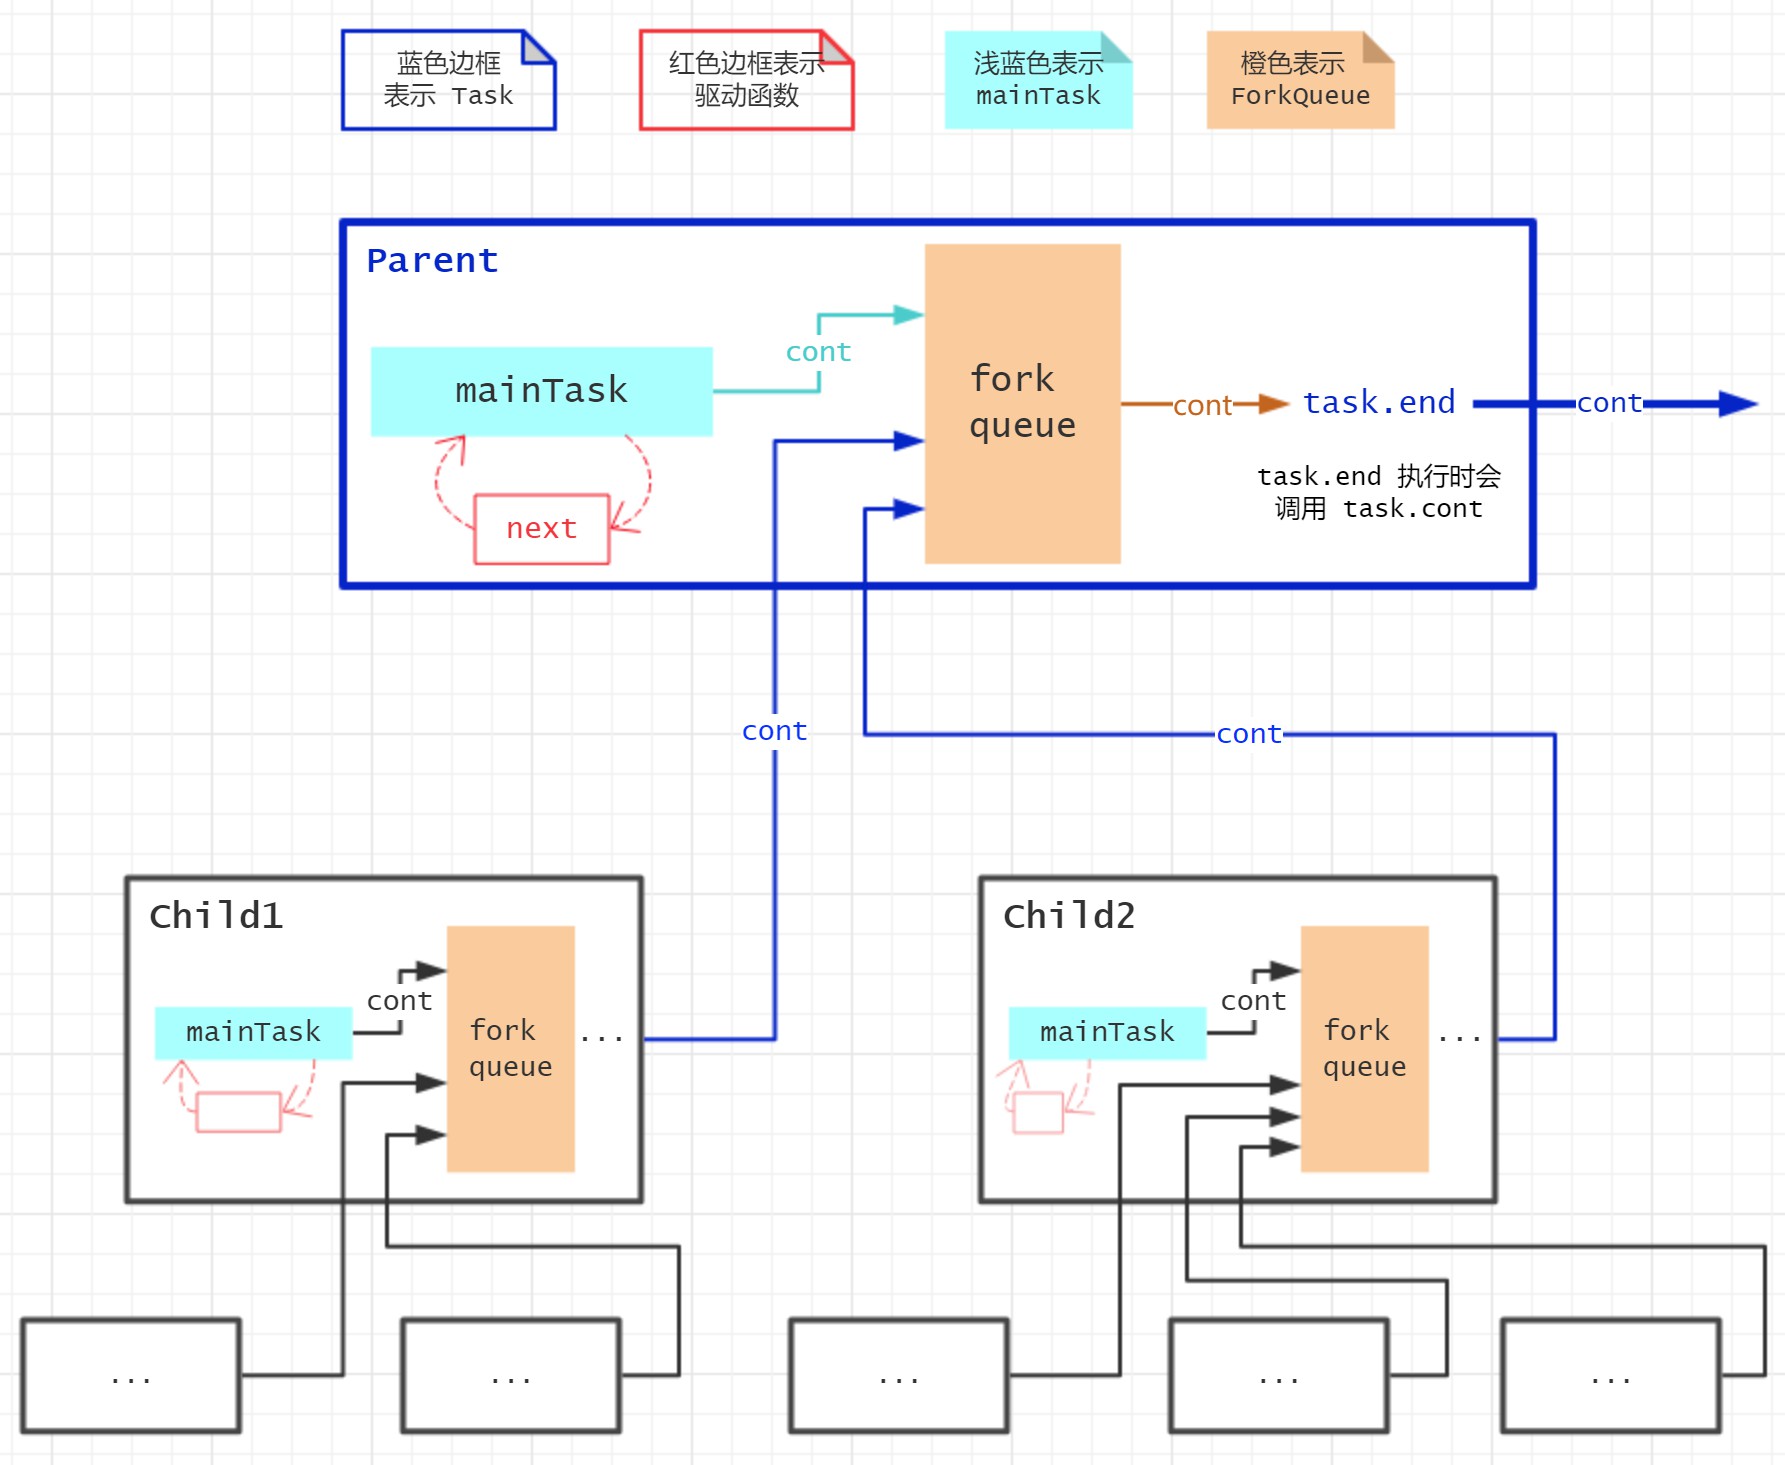 蓝色边框
表示 Task
红色边框表示
驱动函数
浅蓝色表示
mainTask
橙色表示
ForkQueue
Parent
mainTask
next
cont
fork
queue
cont
task.end
cont
task.end 执行时会
调用 task.cont
cont
cont
Child1
mainTask
cont
fork
queue
...
Child2
mainTask
cont
fork
queue
...
...
...
...
...
...